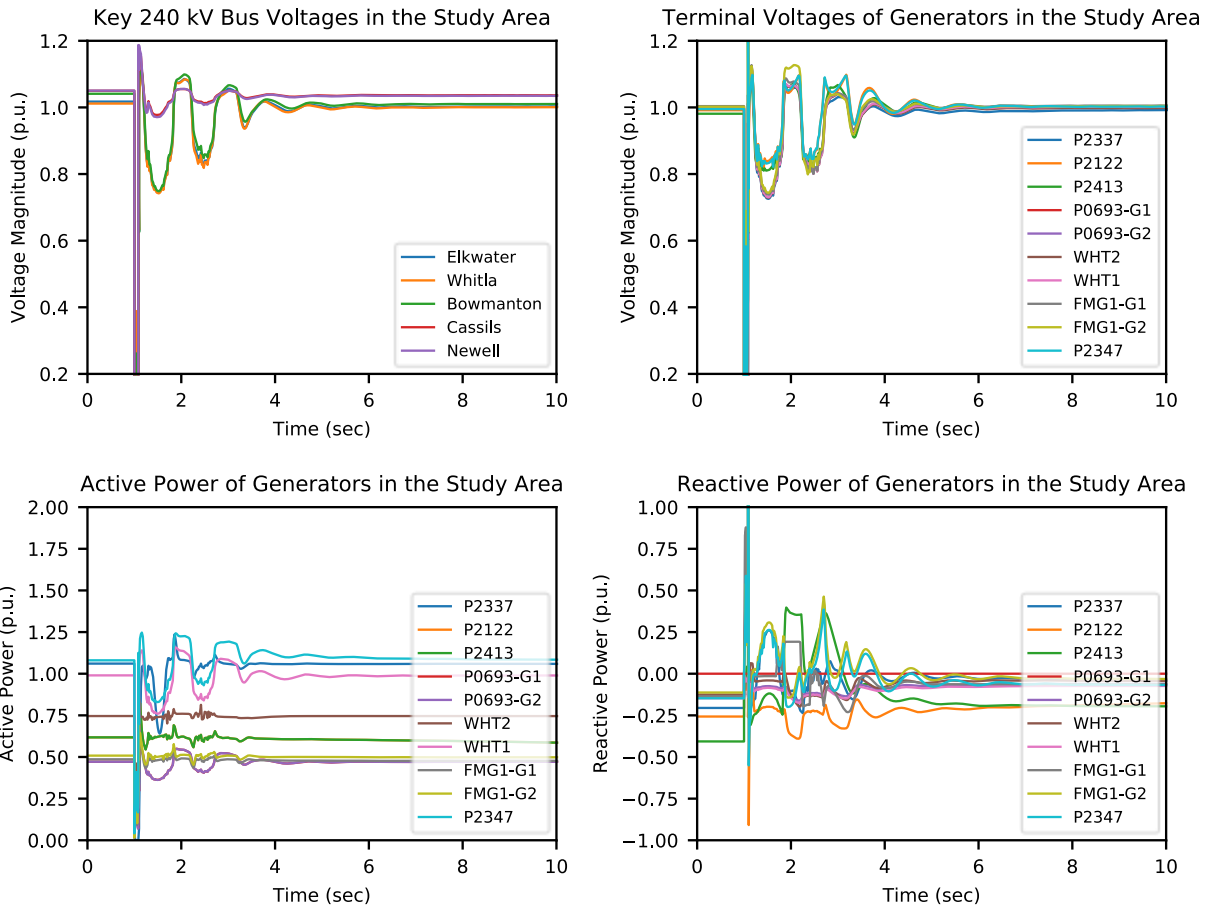 Key 240 kV Bus Voltages in the Study Area
Voltage Magnitude (p.u.)
1.2
1.0
0.8
0.6
0.4
0.2
Elkwater
Whitla
Bowmanton
Cassils
Newell
0 2 4 6 8 10
Time (sec)
Terminal Voltages of Generators in the Study Area
Voltage Magnitude (p.u.)
1.2
1.0
0.8
0.6
0.4
0.2
P2337
P2122
P2413
P0693-G1
P0693-G2
WHT2
WHT1
FMG1-G1
FMG1-G2
P2347
0 2 4 6 8 10
Time (sec)
Active Power of Generators in the Study Area
Active Power (p.u.)
2.00
1.75
1.50
1.25
1.00
0.75
0.50
0.25
0.00
P2337
P2122
P2413
P0693-G1
P0693-G2
WHT2
WHT1
FMG1-G1
FMG1-G2
P2347
0 2 4 6 8 10
Time (sec)
Reactive Power of Generators in the Study Area
Reactive Power (p.u.)
1.00
0.75
0.50
0.25
0.00
−0.25
−0.50
−0.75
−1.00
P2337
P2122
P2413
P0693-G1
P0693-G2
WHT2
WHT1
FMG1-G1
FMG1-G2
P2347
0 2 4 6 8 10
Time (sec)